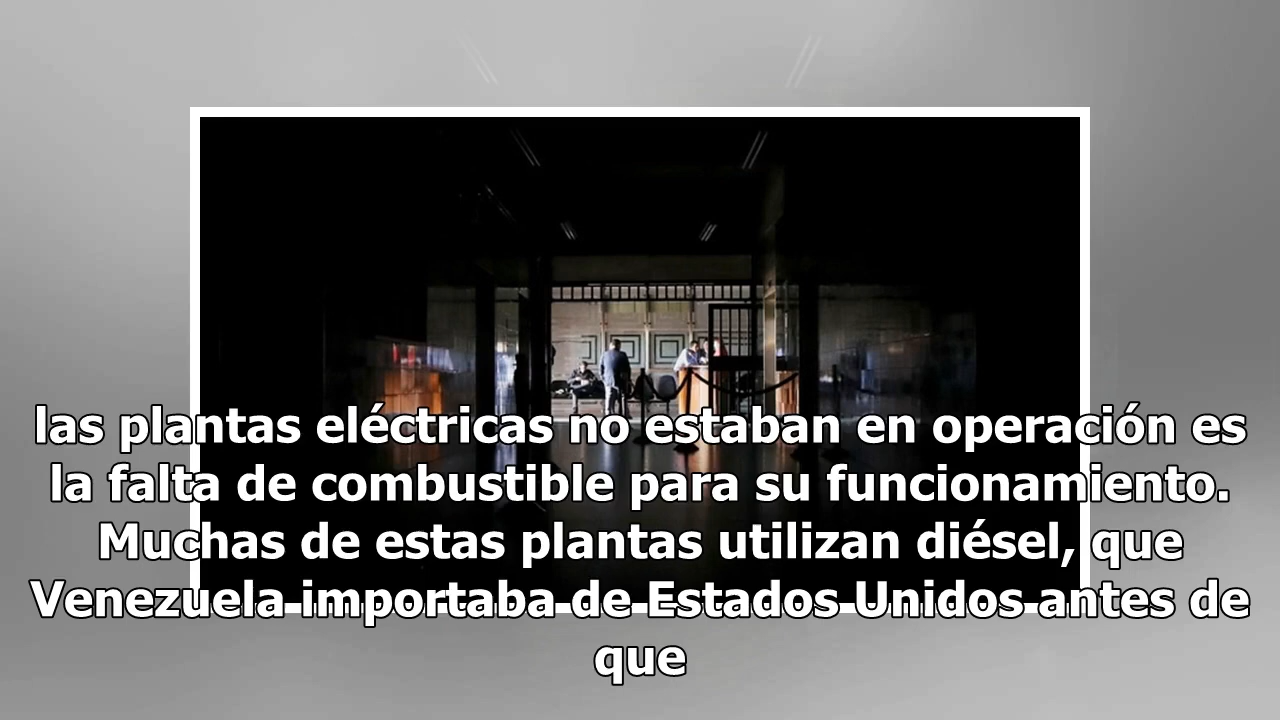 las plantas eléctricas no estaban en operación es
la falta de combustible para su funcionamiento.
Muchas de estas plantas utilizan diésel, que
Venezuela importaba de Estados Unidos antes de
que